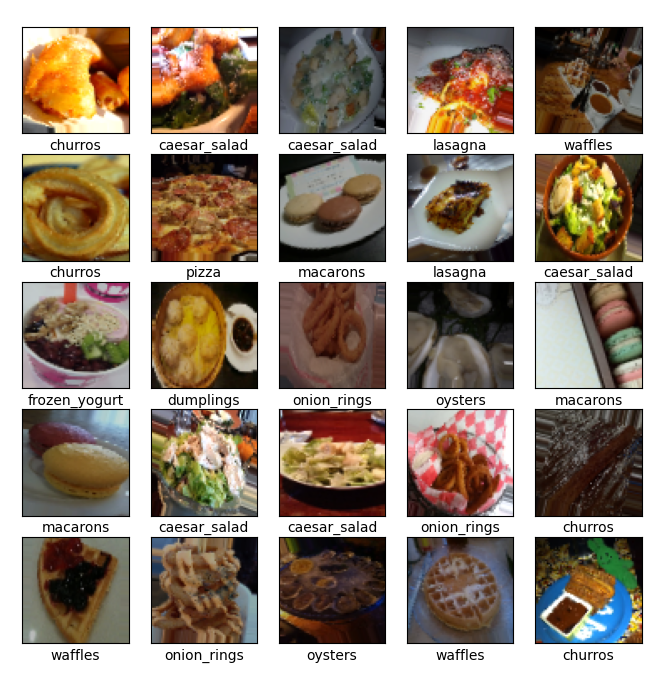 churros caesar_salad caesar_salad lasagna waffles
churros pizza macarons lasagna caesar_salad
frozen_yogurt dumplings onion_rings oysters macarons
macarons caesar_salad caesar_salad onion_rings churros
waffles onion_rings oysters waffles churros